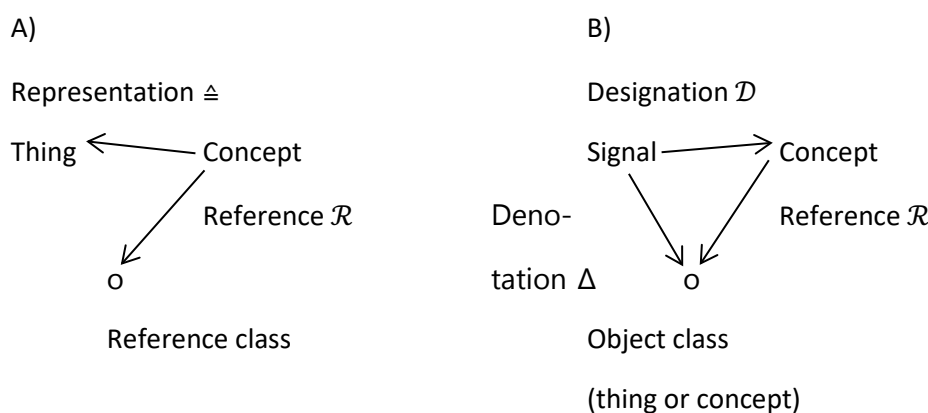 A)
Representation ≙
Thing Concept
Reference ℛ
O
Reference class
B)
Designation 𝒟
Signal Concept
Deno-
Reference ℛ
tation Δ
O
Object class
(thing or concept)